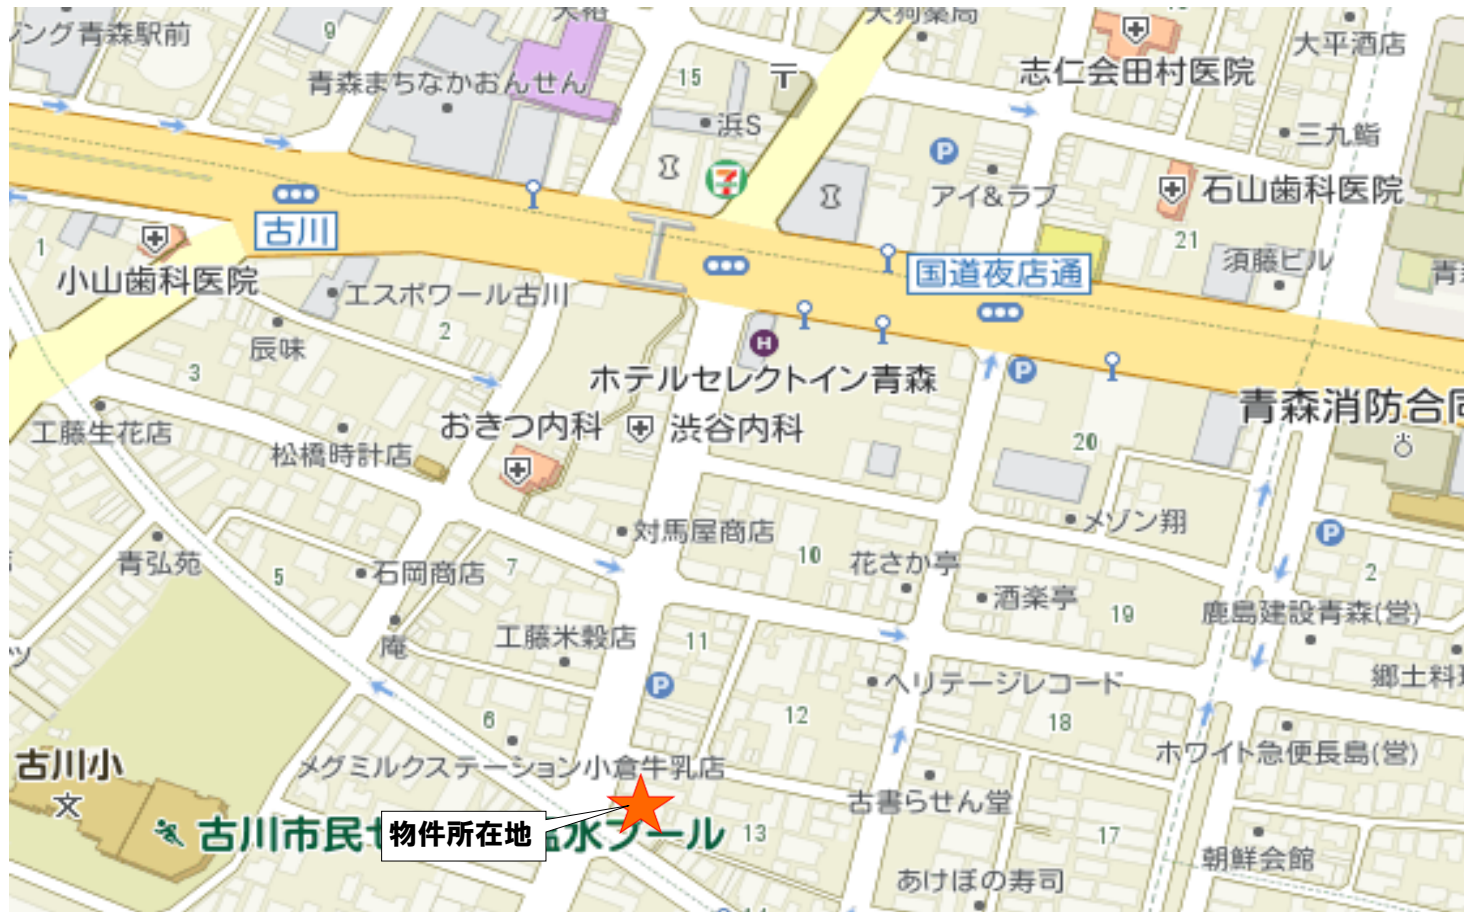 天狗薬局
ジング青森駅前
9
大平酒店
志仁会田村医院
15
青森まちなかおんせん
浜S
三九鮨
アイ&ラブ
石山歯科医院
古川
1
21
須藤ビル
国道夜店通
小山歯科医院
エスポワール古川
2
辰味
3
H
ホテルセレクトイン青森
青森消防合同
工藤生花店
おきつ内科
渋谷内科
松橋時計店
20
P
P
メゾン翔
対馬屋商店
P
青弘苑
5
石岡商店
7
10
花さか亭
2
酒楽亭
19
鹿島建設青森(営)
庵
工藤米穀店
11
郷土料理
P
ヘリテージレコード
6
12
18
ホワイト急便長島(営)
古川小
文
メグミルクステーション小倉牛乳店
古書らせん堂
物件所在地
古川市民
水プール
13
17
朝鮮会館
あけぼの寿司
14